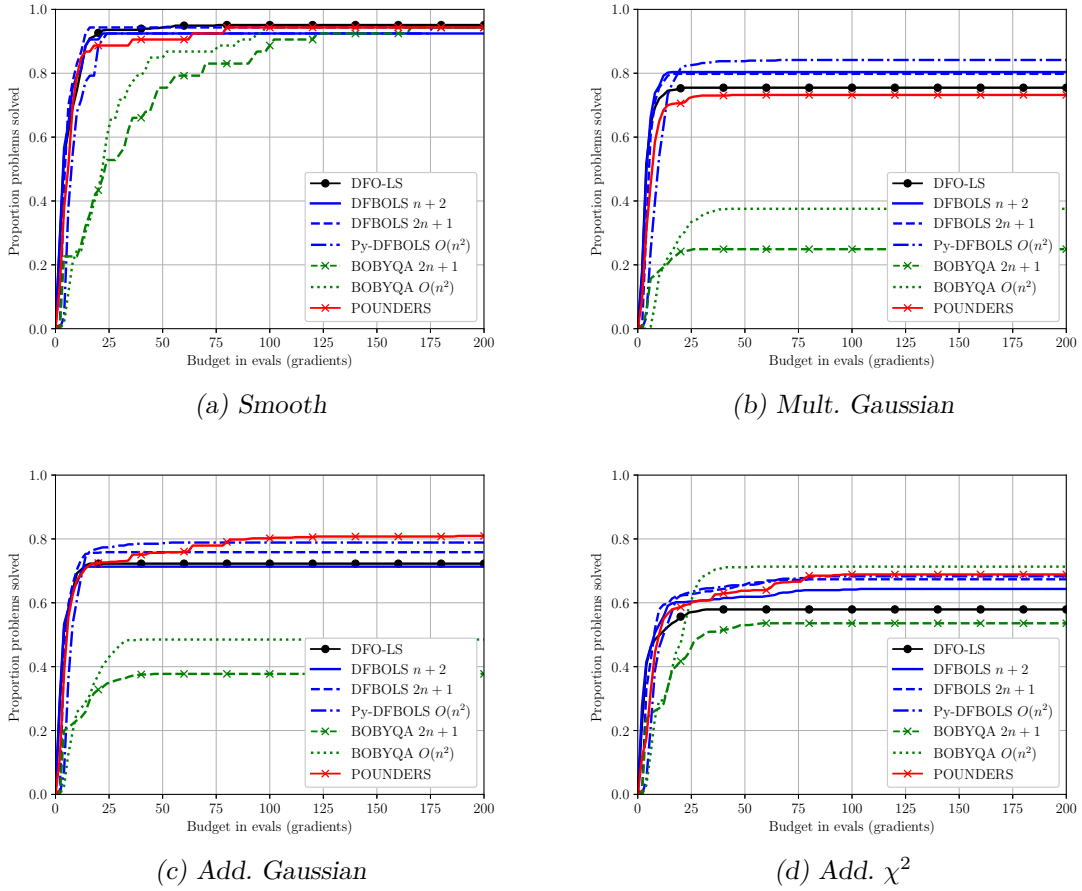 1.0
0.8
0.6
0.4
0.2
0.0
Proportion problems solved
0 25 50 75 100 125 150 175 200
Budget in evals (gradients)
DFO-LS
DFBOLS n + 2
DFBOLS 2n + 1
Py-DFBOLS O(n²)
BOBYQA 2n + 1
BOBYQA O(n²)
POUNDERS
(a) Smooth
1.0
0.8
0.6
0.4
0.2
0.0
Proportion problems solved
0 25 50 75 100 125 150 175 200
Budget in evals (gradients)
DFO-LS
DFBOLS n + 2
DFBOLS 2n + 1
Py-DFBOLS O(n²)
BOBYQA 2n + 1
BOBYQA O(n²)
POUNDERS
(b) Mult. Gaussian
1.0
0.8
0.6
0.4
0.2
0.0
Proportion problems solved
0 25 50 75 100 125 150 175 200
Budget in evals (gradients)
DFO-LS
DFBOLS n + 2
DFBOLS 2n + 1
Py-DFBOLS O(n²)
BOBYQA 2n + 1
BOBYQA O(n²)
POUNDERS
(c) Add. Gaussian
1.0
0.8
0.6
0.4
0.2
0.0
Proportion problems solved
0 25 50 75 100 125 150 175 200
Budget in evals (gradients)
DFO-LS
DFBOLS n + 2
DFBOLS 2n + 1
Py-DFBOLS O(n²)
BOBYQA 2n + 1
BOBYQA O(n²)
POUNDERS
(d) Add. χ²